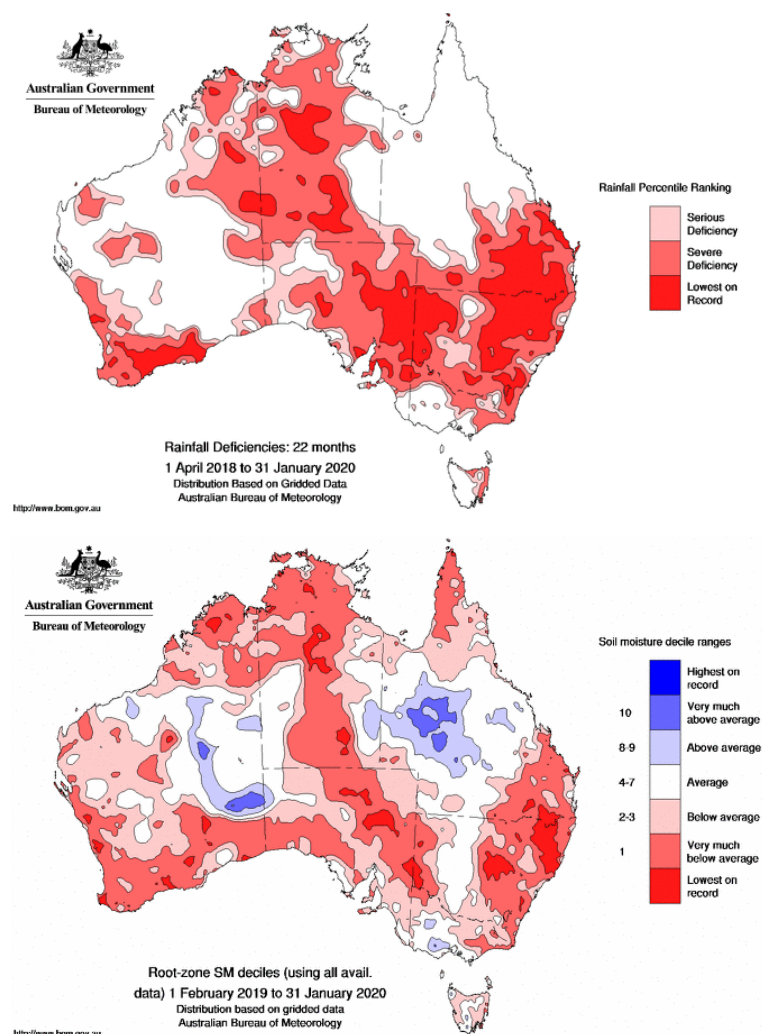 Australian Government
Bureau of Meteorology
Rainfall Percentile Ranking
Serious
Deficiency
Severe
Deficiency
Lowest on
Record
Rainfall Deficiencies: 22 months
1 April 2018 to 31 January 2020
Distribution Based on Gridded Data
Australian Bureau of Meteorology
http://www.bom.gov.au
Australian Government
Bureau of Meteorology
Soil moisture decile ranges
Highest on
record
10 Very much
above average
8-9 Above average
4-7 Average
2-3 Below average
1 Very much
below average
Lowest on
record
Root-zone SM deciles (using all avail.
data) 1 February 2019 to 31 January 2020
Distribution based on gridded data
Australian Bureau of Meteorology
http://www.bom.gov.au